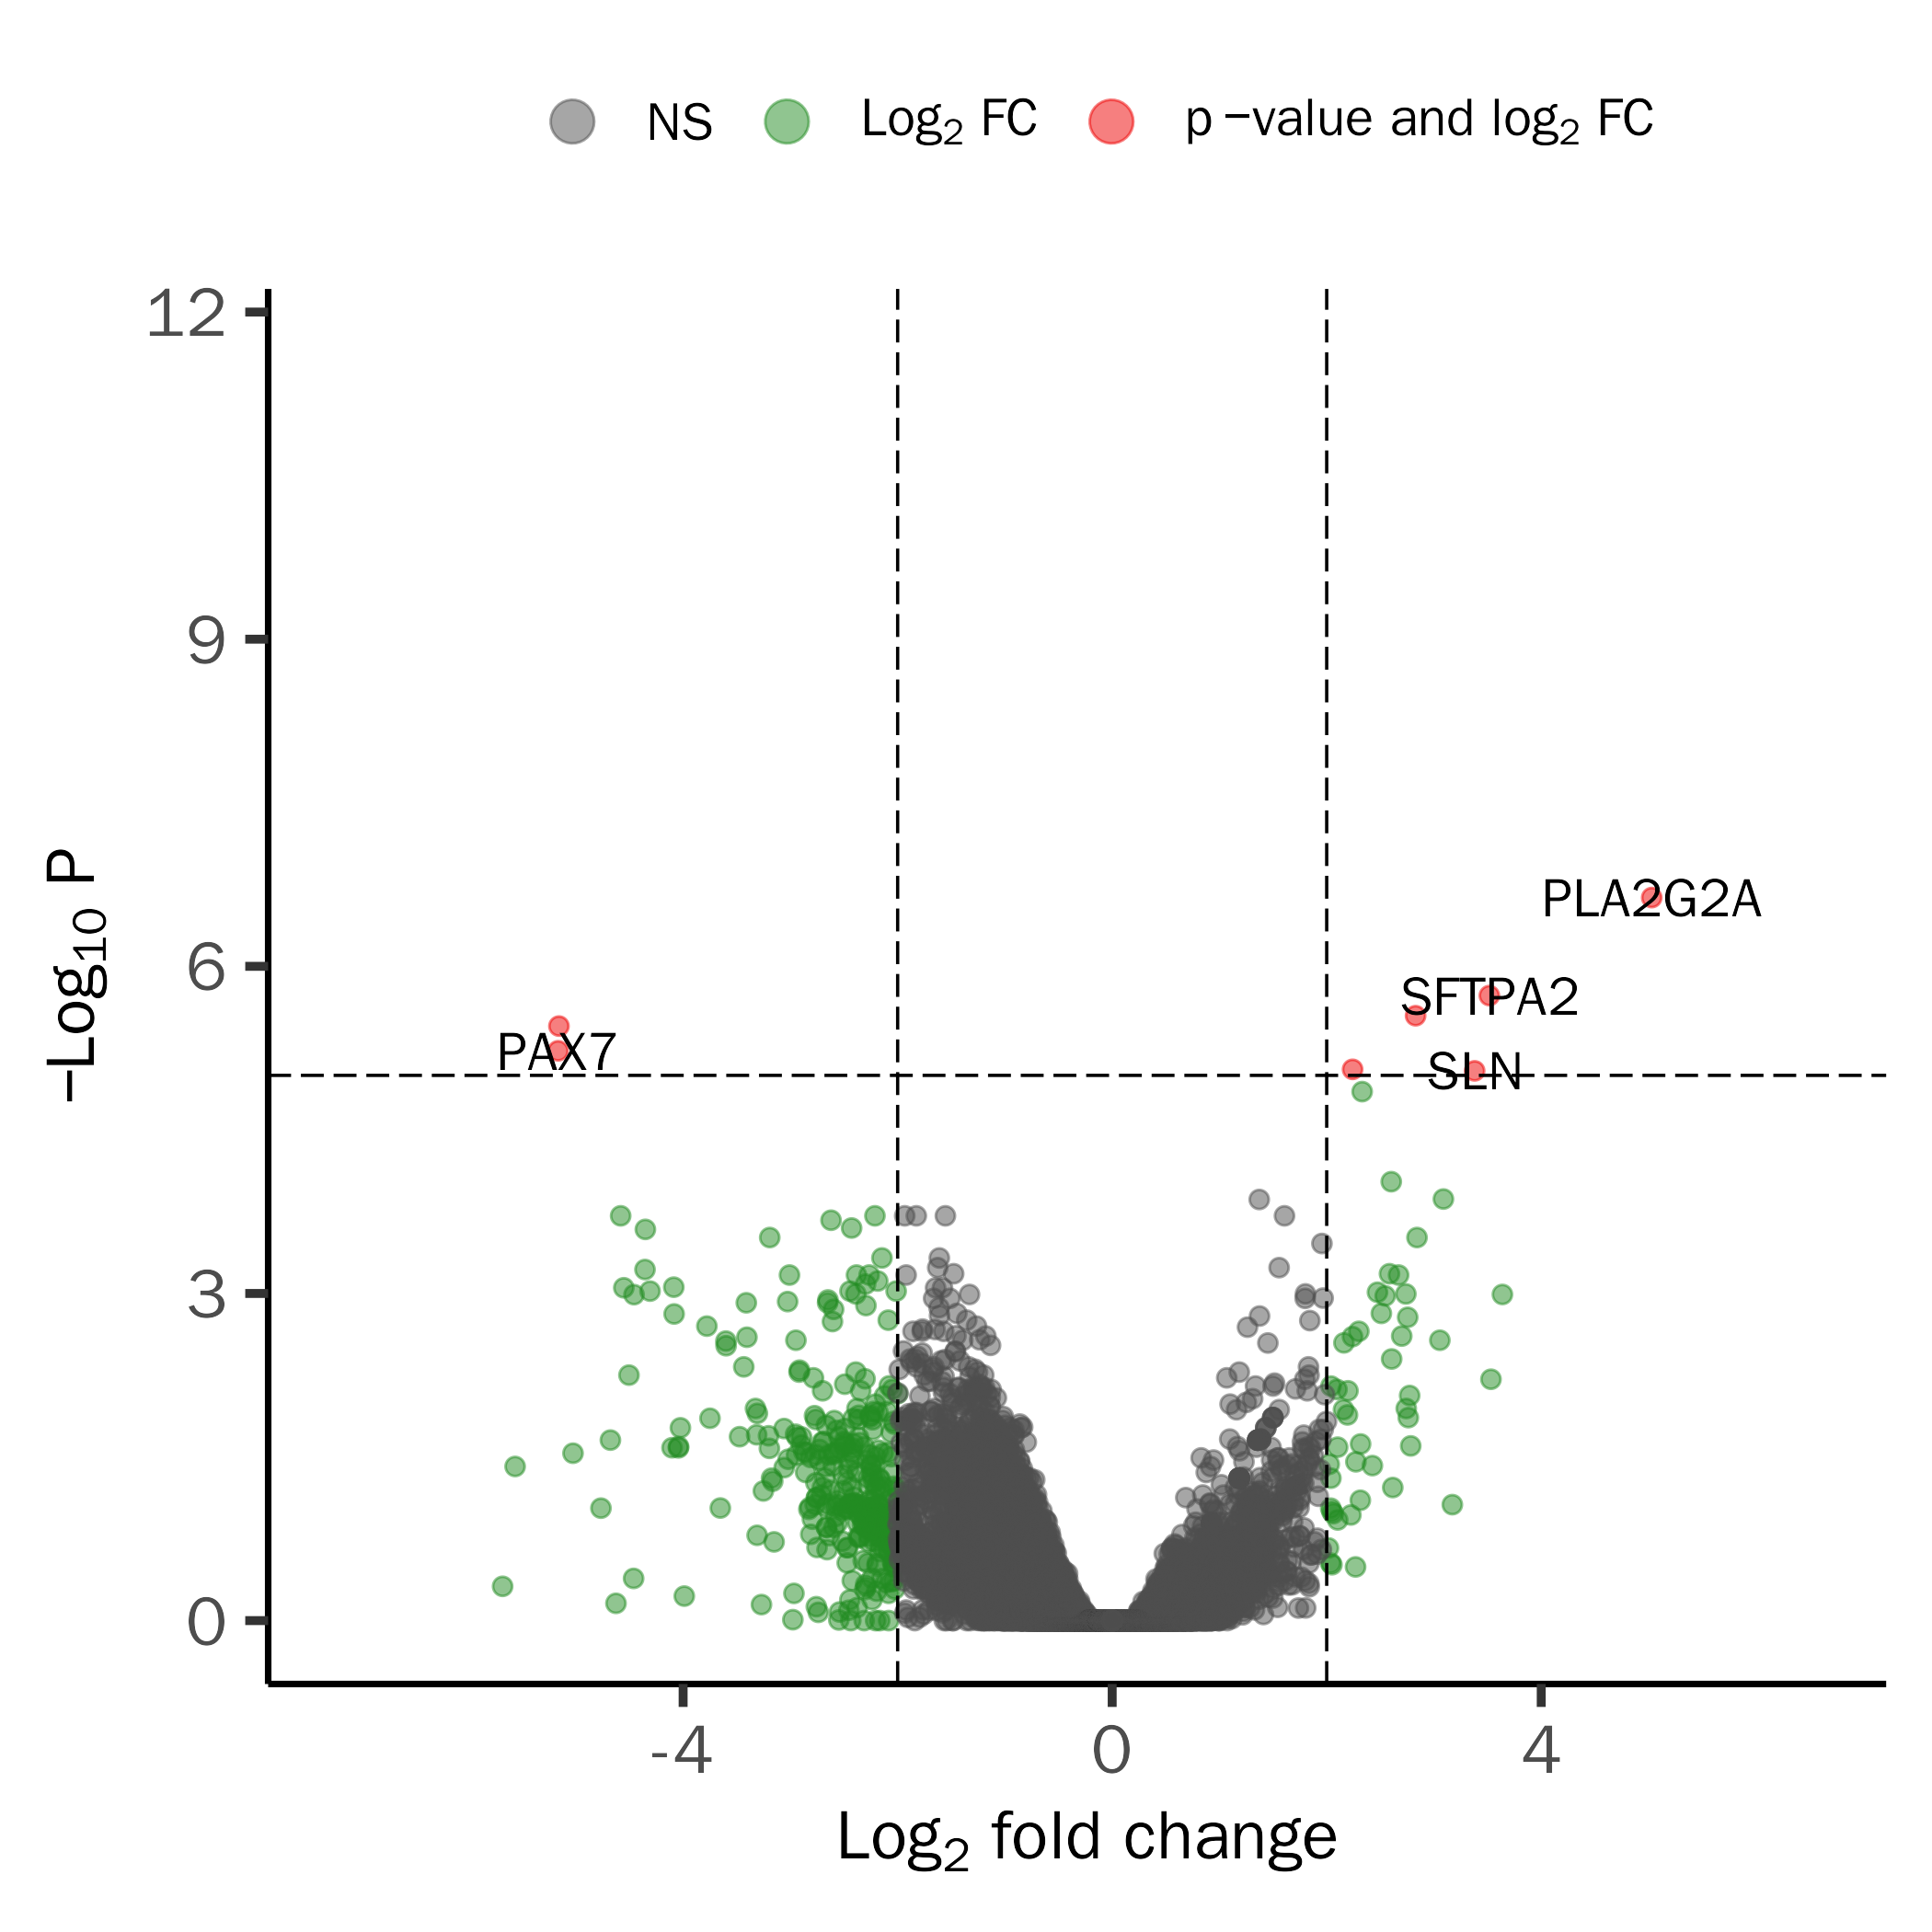 NS Log₂ FC p −value and log₂ FC
12
9
6
3
0
−Log₁₀ P
PLA2G2A
SFTPA2
PAX7
SLN
-4 0 4
Log₂ fold change